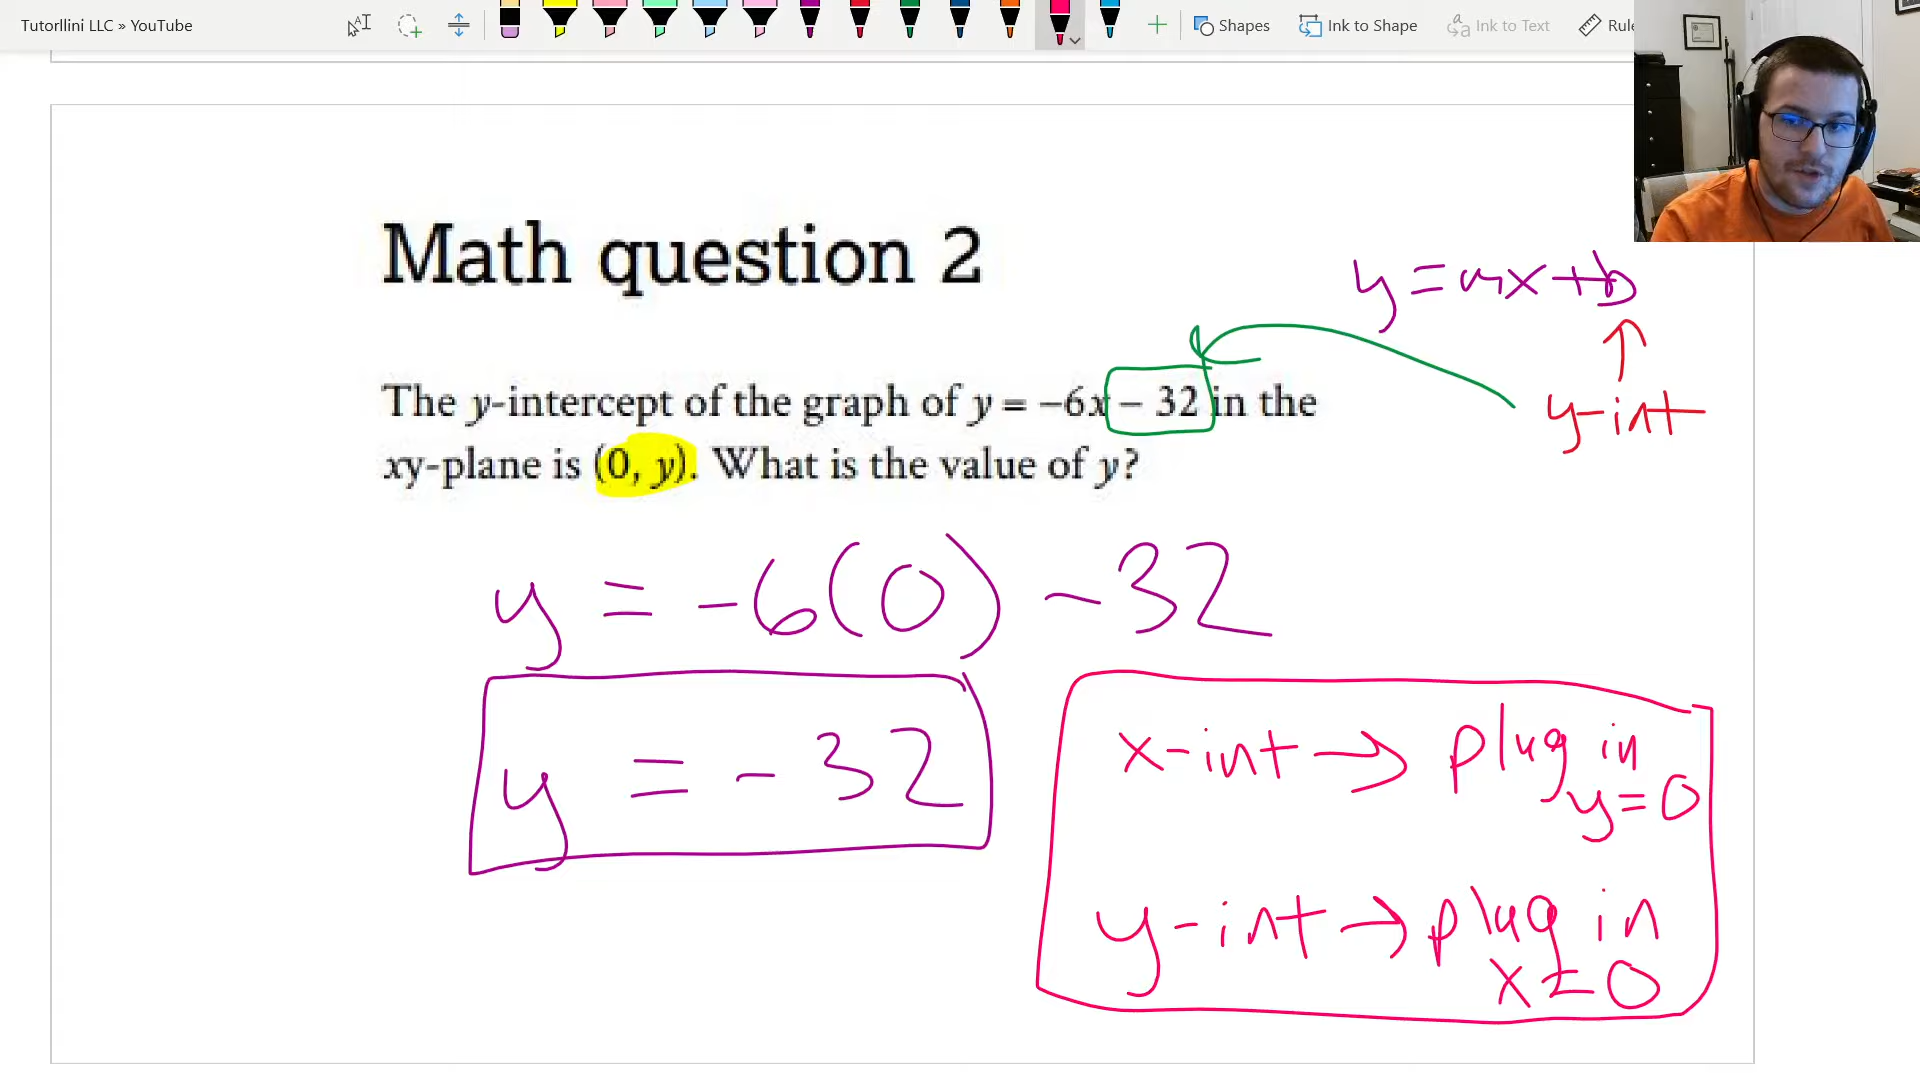 Tutorllini LLC » YouTube
Shapes
Ink to Shape
Ink to Text
Math question 2
y = mx + b
y-int
The y-intercept of the graph of y = −6x − 32 in the
xy-plane is (0, y). What is the value of y?
y = -6(0) - 32
y = -32
x-int → plug in
y = 0
y-int → plug in
x = 0